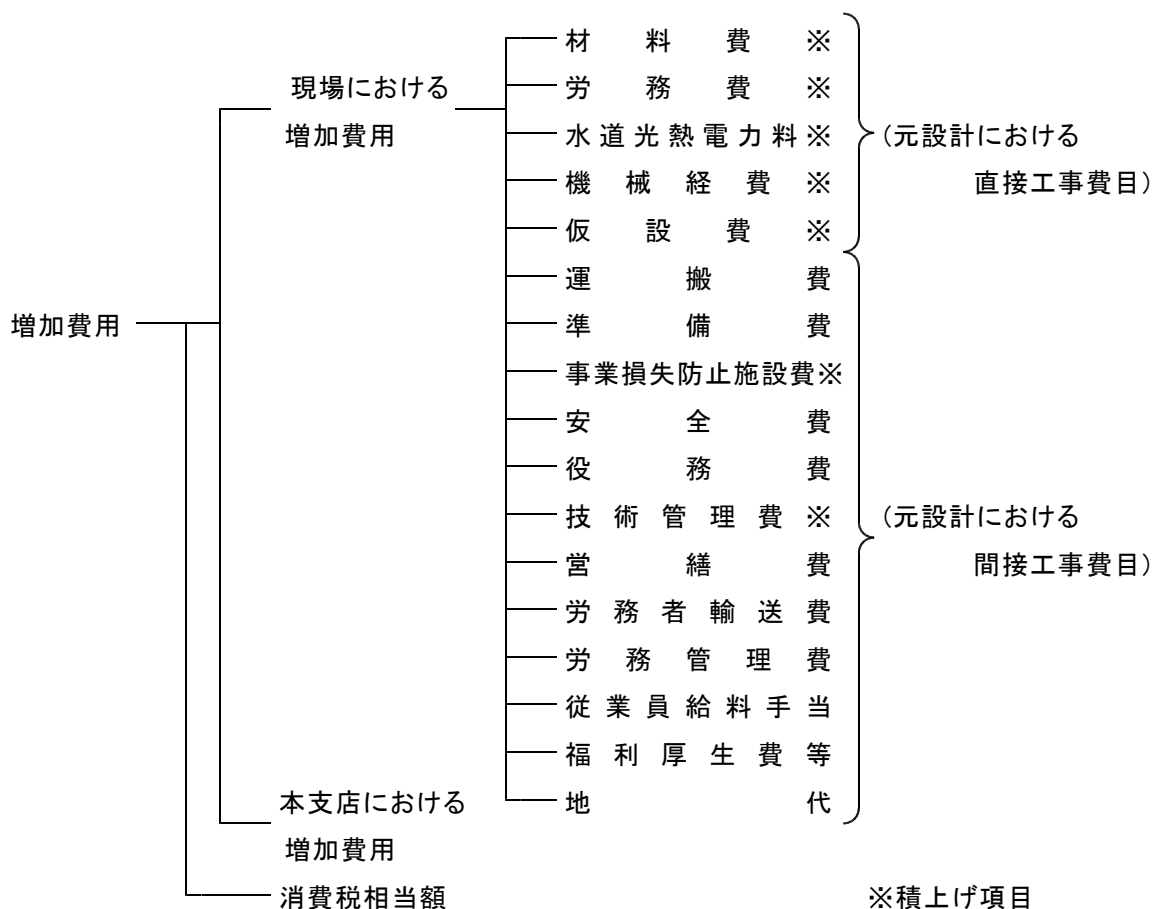 材料費※
現場における
労務費※
増加費用
水道光熱電力料※
(元設計における
機械経費※
直接工事費目)
仮設費※
運搬費
増加費用
準備費
事業損失防止施設費※
安全費
役務費
技術管理費※
(元設計における
営繕費
間接工事費目)
労務者輸送費
労務管理費
従業員給料手当
福利厚生費等
本支店における
地代
増加費用
消費税相当額
※積上げ項目